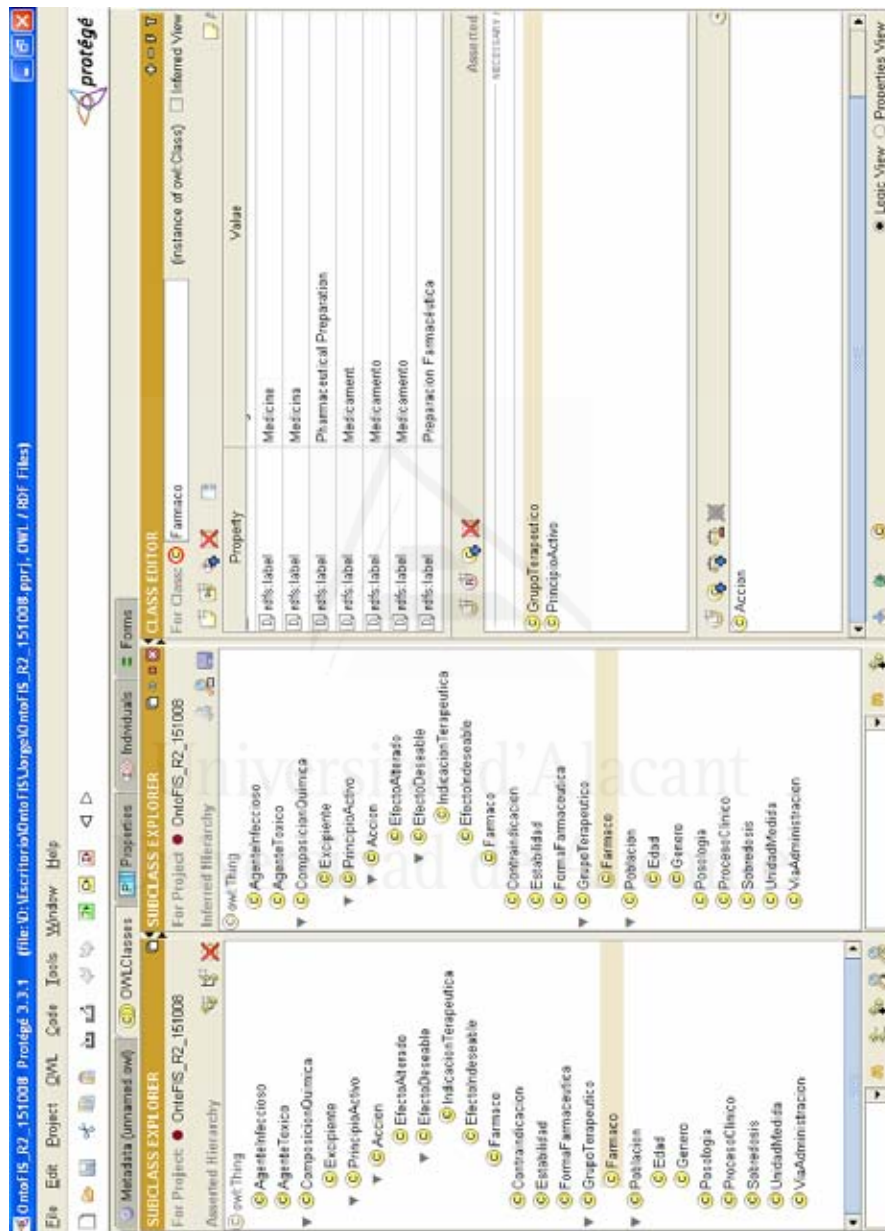 OntoFIS_R2_151008 Protégé 3.3.1 (file:\D:\Escritorio\OntoFIS\Jorge\OntoFIS_R2_151008.pprj, OWL / RDF Files)
File Edit Project OWL Code Tools Window Help
protégé
Metadata (unnamed.owl) OWLClasses Properties Individuals Forms
SUBCLASS EXPLORER
For Project: OntoFIS_R2_151008
Asserted Hierarchy
owl:Thing
AgenteInfeccioso
AgenteToxico
ComposicionQuimica
Excipiente
PrincipioActivo
Accion
EfectoAlterado
EfectoDeseable
IndicacionTerapeutica
EfectoIndeseable
Farmaco
Contraindicacion
Estabilidad
FormaFarmaceutica
GrupoTerapeutico
Farmaco
Poblacion
Edad
Genero
Posologia
ProcesoClinico
Sobredosis
UnidadMedida
ViaAdministracion
SUBCLASS EXPLORER
For Project: OntoFIS_R2_151008
Inferred Hierarchy
owl:Thing
AgenteInfeccioso
AgenteToxico
ComposicionQuimica
Excipiente
PrincipioActivo
Accion
EfectoAlterado
EfectoDeseable
IndicacionTerapeutica
EfectoIndeseable
Farmaco
Contraindicacion
Estabilidad
FormaFarmaceutica
GrupoTerapeutico
Farmaco
Poblacion
Edad
Genero
Posologia
ProcesoClinico
Sobredosis
UnidadMedida
ViaAdministracion
CLASS EDITOR
For Class: Farmaco (instance of owl:Class) Inferred View
Property Value
rdfs:label Medicine
rdfs:label Medicina
rdfs:label Pharmaceutical Preparation
rdfs:label Medicament
rdfs:label Medicamento
rdfs:label Medicamento
rdfs:label Preparacion Farmacéutica
Asserted
NECESSARY
GrupoTerapeutico
PrincipioActivo
Accion
Logic View Properties View
Universitat d'Alacant
Universidad de Alicante